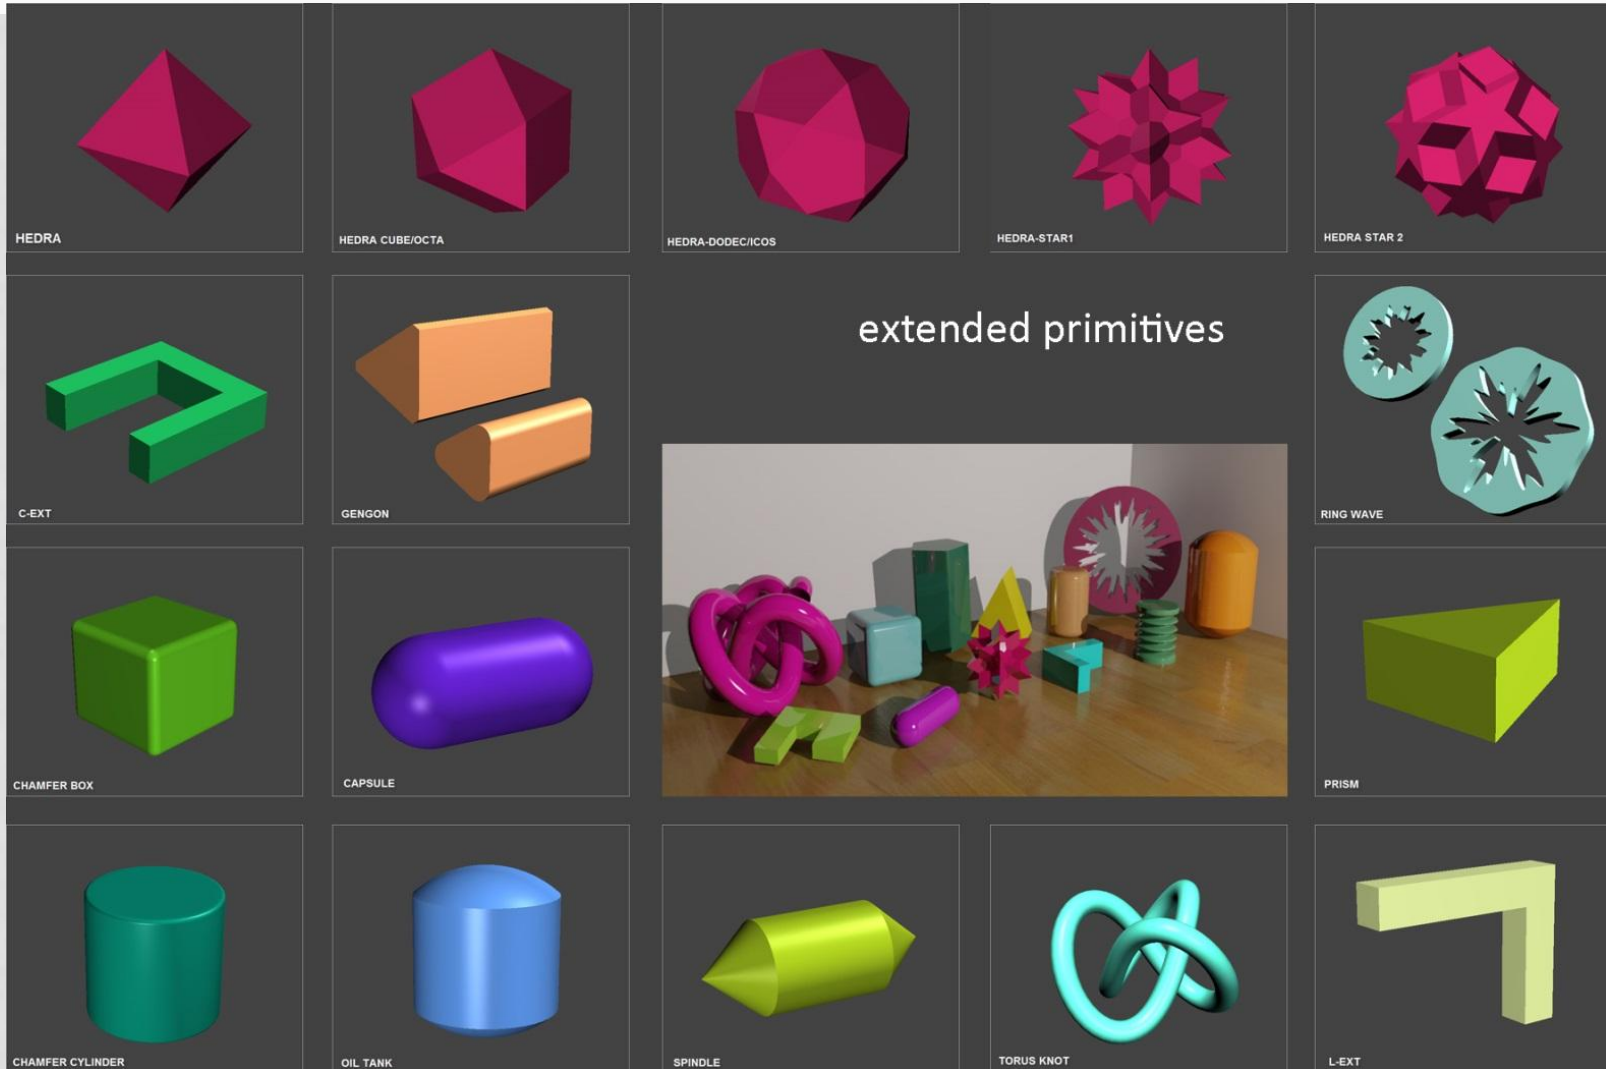 HEDRA
HEDRA CUBE/OCTA
HEDRA-DODEC/ICOS
HEDRA-STAR1
HEDRA STAR 2
extended primitives
C-EXT
GENGON
RING WAVE
CHAMFER BOX
CAPSULE
PRISM
CHAMFER CYLINDER
OIL TANK
SPINDLE
TORUS KNOT
L-EXT